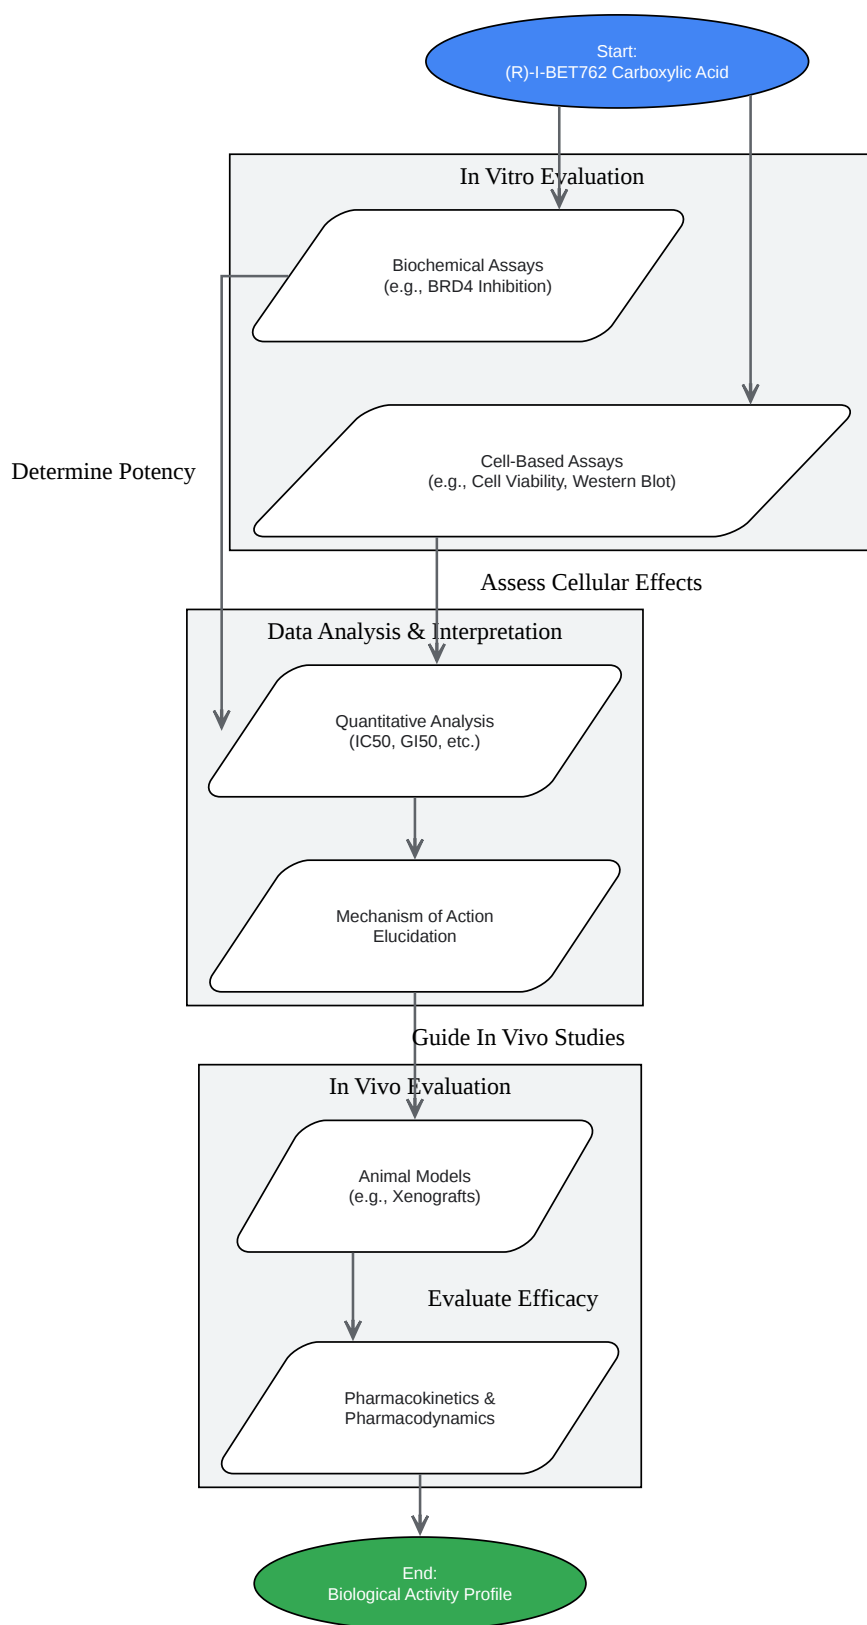 Start:
(R)-I-BET762 Carboxylic Acid
In Vitro Evaluation
Biochemical Assays
(e.g., BRD4 Inhibition)
Determine Potency
Cell-Based Assays
(e.g., Cell Viability, Western Blot)
Assess Cellular Effects
Data Analysis & Interpretation
Quantitative Analysis
(IC50, GI50, etc.)
Mechanism of Action
Elucidation
Guide In Vivo Studies
In Vivo Evaluation
Animal Models
(e.g., Xenografts)
Evaluate Efficacy
Pharmacokinetics &
Pharmacodynamics
End:
Biological Activity Profile